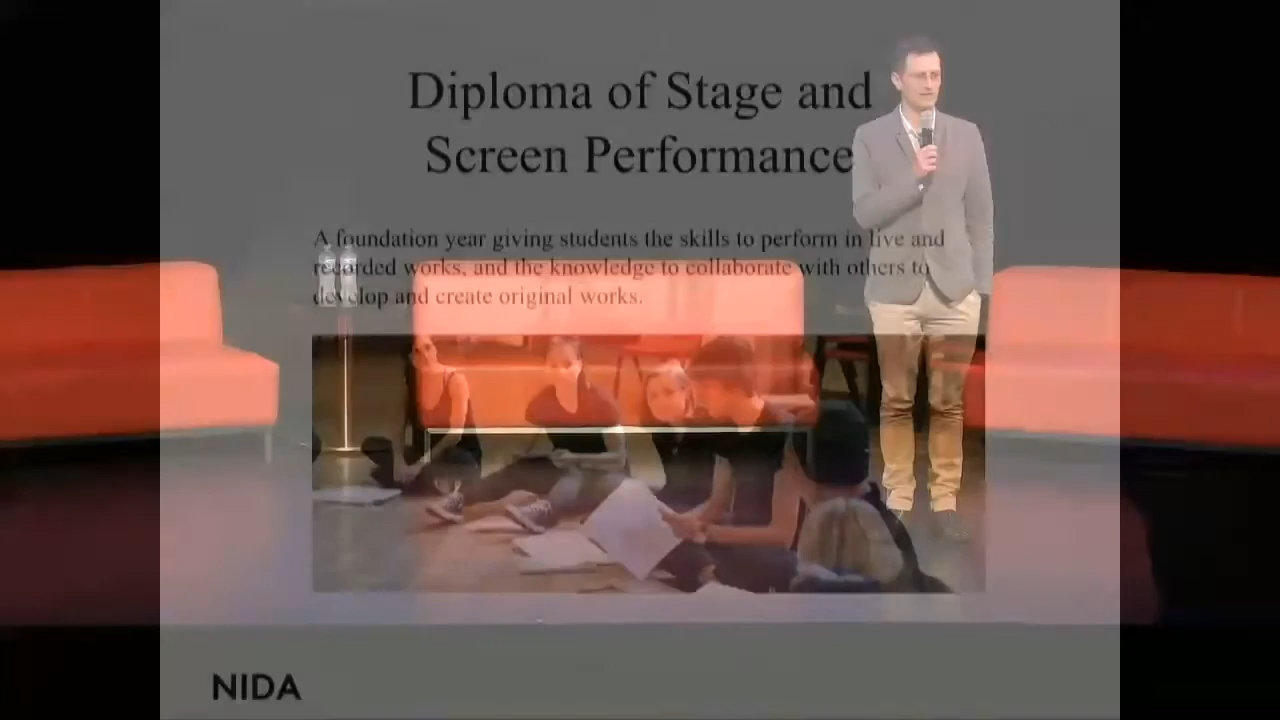 Diploma of Stage and
Screen Performance
A foundation year giving students the skills to perform in live and
recorded works, and the knowledge to collaborate with others to
develop and create original works.
NIDA